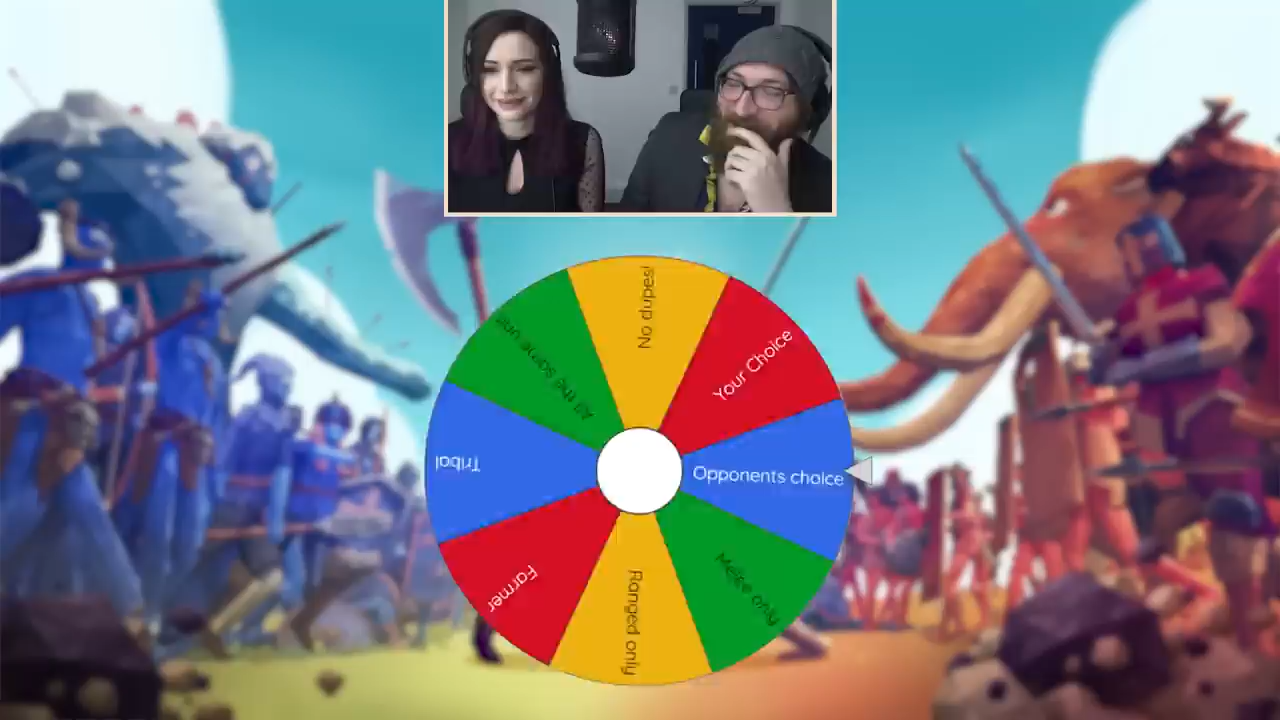 No dupes!
Your Choice
Opponents choice
Melee only
Ranged only
Farmer
Tribal
All the same unit